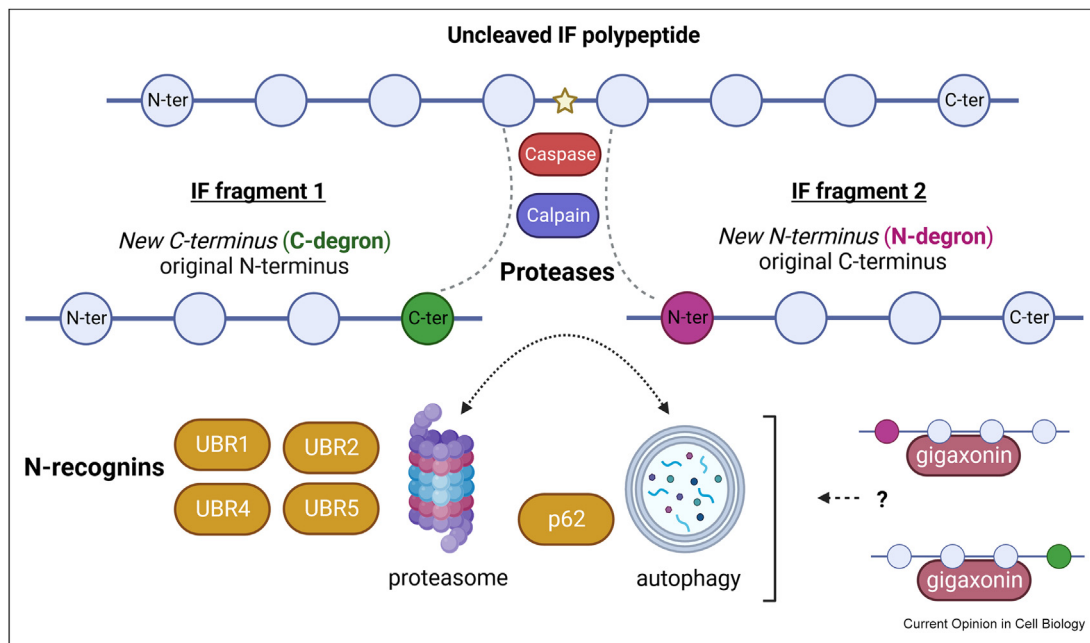 Uncleaved IF polypeptide
N-ter
C-ter
Caspase
Calpain
Proteases
IF fragment 1
New C-terminus (C-degron)
original N-terminus
IF fragment 2
New N-terminus (N-degron)
original C-terminus
N-ter
C-ter
N-ter
C-ter
N-recognins
UBR1
UBR2
UBR4
UBR5
proteasome
p62
autophagy
gigaxonin
?
gigaxonin
Current Opinion in Cell Biology